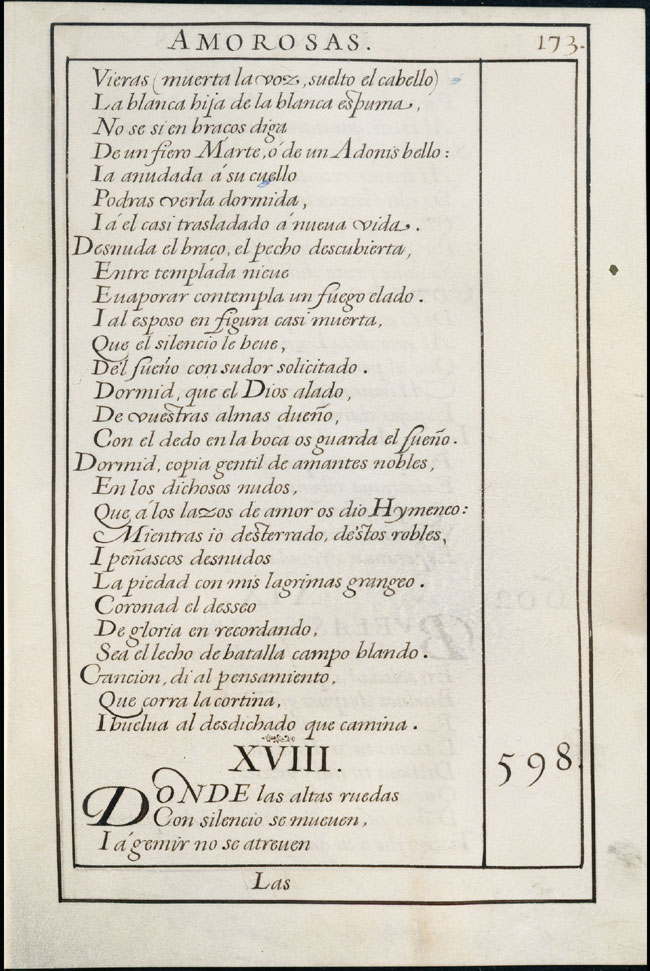 AMOROSAS.
173.
Vieras (muerta la voz, suelto el cabello)
La blanca hija de la blanca espuma,
No se si en braços diga
De un fiero Marte, ó de un Adonis bello:
Ia anudada á su cuello
Podras verla dormida,
I á él casi trasladado á nueua vida.
Desnuda el braço, el pecho descubierta,
Entre templada nieue
Euaporar contempla un fuego elado.
I al esposo en figura casi muerta,
Que el silencio le beue,
Del sueño con sudor solicitado.
Dormid, que el Dios alado,
De vuestras almas dueño,
Con el dedo en la boca os guarda el sueño.
Dormid, copia gentil de amantes nobles,
En los dichosos nudos,
Que á los lazos de amor os dio Hymeneo:
Mientras io desterrado, destos robles,
I peñascos desnudos
La piedad con mis lagrimas grangeo.
Coronad el desseo
De gloria en recordando,
Sea el lecho de batalla campo blando.
Cancion, di al pensamiento,
Que corra la cortina,
I buelua al desdichado que camina.
XVIII.
598.
DONDE las altas ruedas
Con silencio se mueuen,
I á gemir no se atreuen
Las